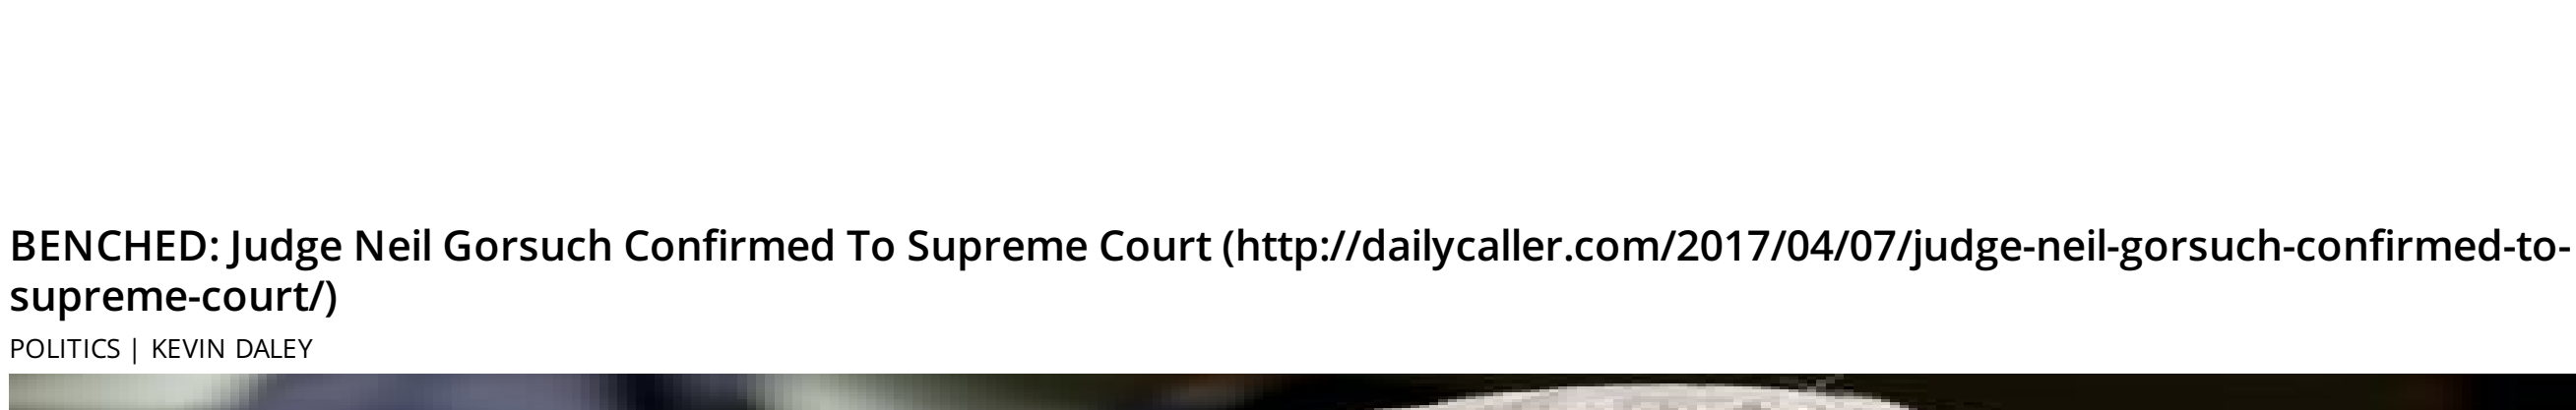 BENCHED: Judge Neil Gorsuch Confirmed To Supreme Court (http://dailycaller.com/2017/04/07/judge-neil-gorsuch-confirmed-to-
supreme-court/)
POLITICS | KEVIN DALEY